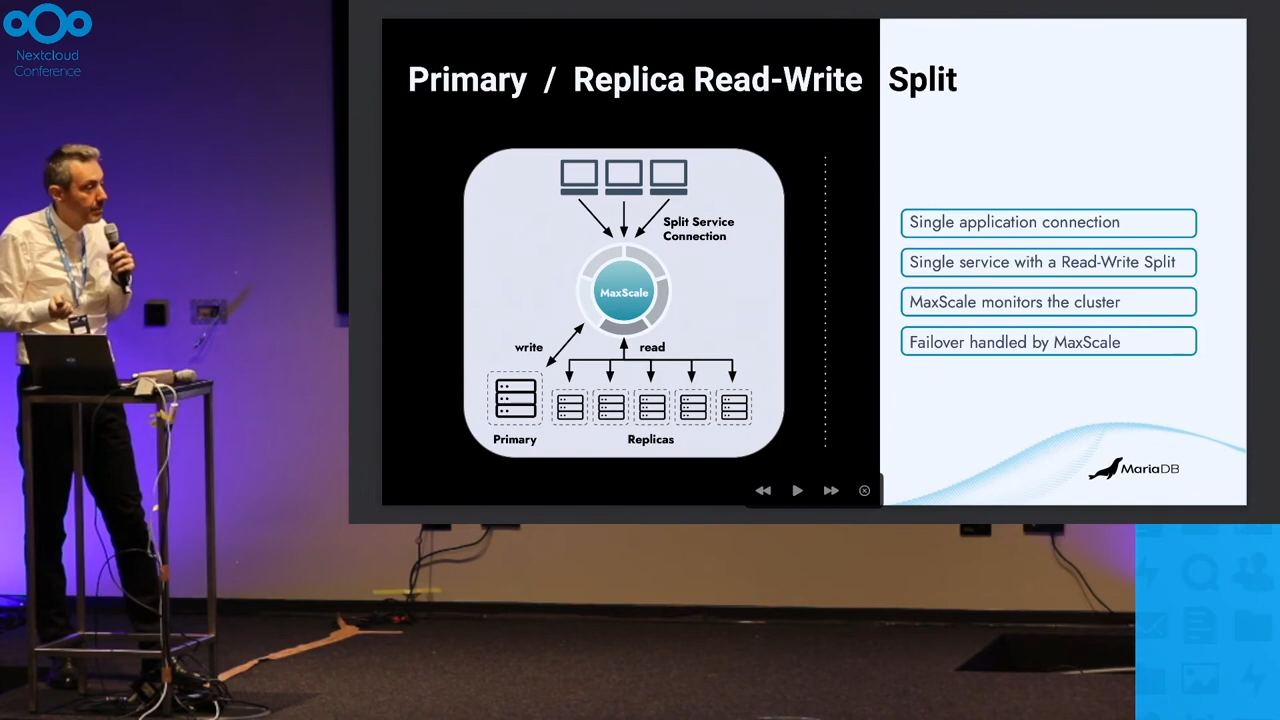 Nextcloud
Conference
Primary / Replica Read-Write Split
Split Service
Connection
MaxScale
write
read
Primary
Replicas
Single application connection
Single service with a Read-Write Split
MaxScale monitors the cluster
Failover handled by MaxScale
MariaDB